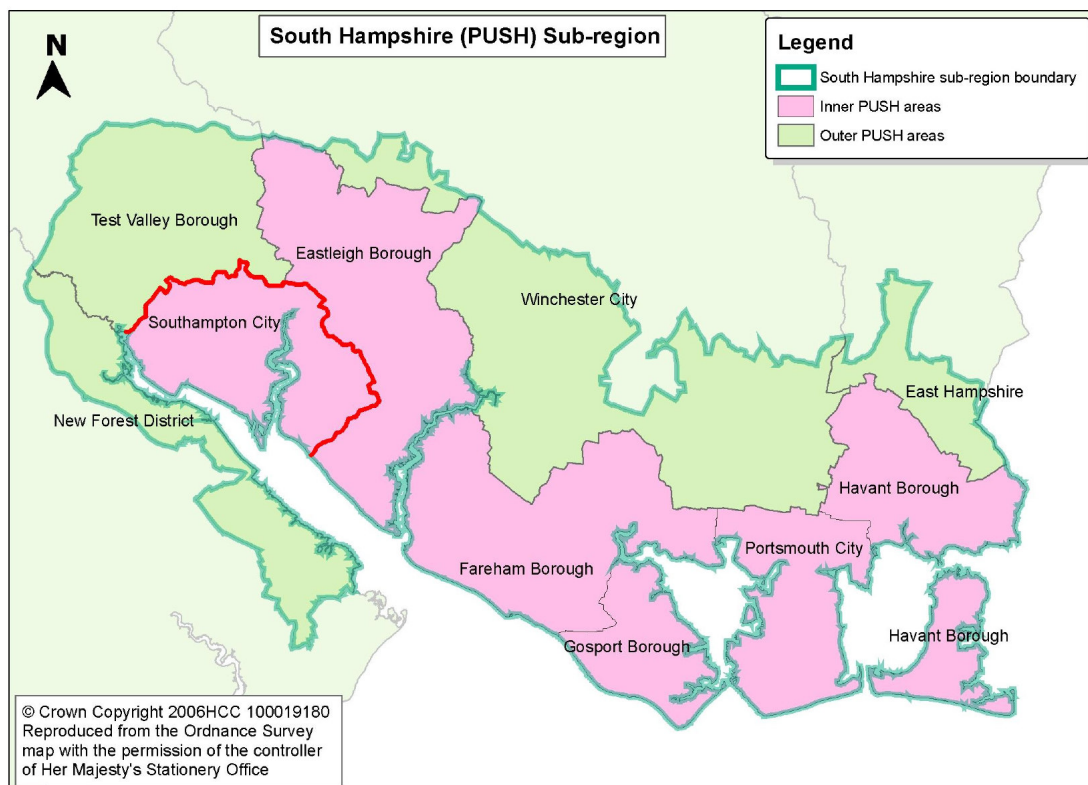 South Hampshire (PUSH) Sub-region
N
Legend
South Hampshire sub-region boundary
Inner PUSH areas
Outer PUSH areas
Test Valley Borough
Eastleigh Borough
Winchester City
Southampton City
East Hampshire
New Forest District
Havant Borough
Portsmouth City
Fareham Borough
Gosport Borough
Havant Borough
© Crown Copyright 2006HCC 100019180
Reproduced from the Ordnance Survey
map with the permission of the controller
of Her Majesty's Stationery Office